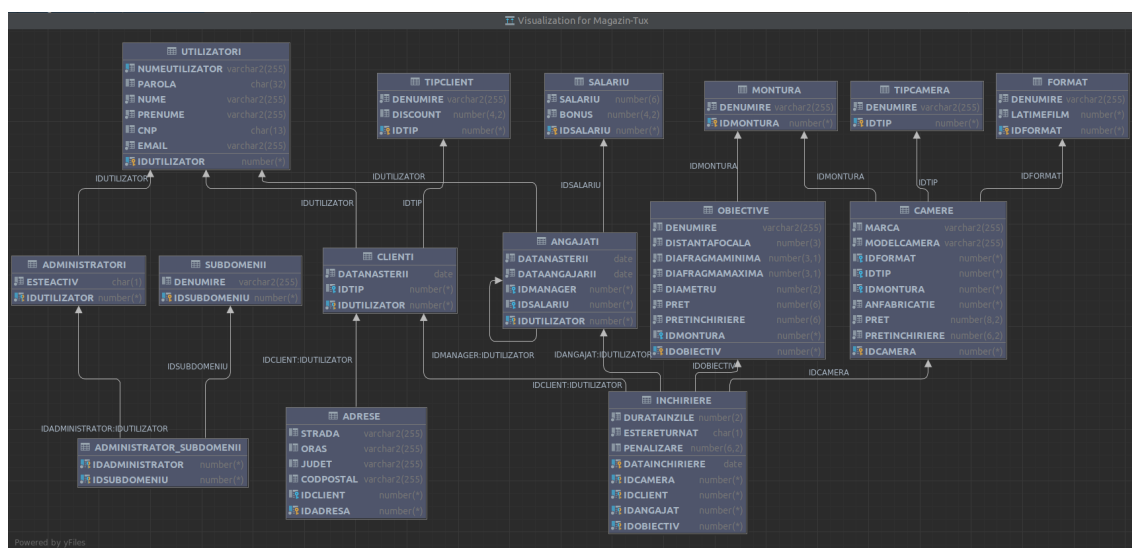 Visualization for Magazin-Tux
UTILIZATORI
NUMEUTILIZATOR varchar2(255)
PAROLA char(32)
NUME varchar2(255)
PRENUME varchar2(255)
CNP char(13)
EMAIL varchar2(255)
IDUTILIZATOR number(*)
TIPCLIENT
DENUMIRE varchar2(255)
DISCOUNT number(4,2)
IDTIP number(*)
SALARIU
SALARIU number(6)
BONUS number(4,2)
IDSALARIU number(*)
MONTURA
DENUMIRE varchar2(255)
IDMONTURA number(*)
TIPCAMERA
DENUMIRE varchar2(255)
IDTIP number(*)
FORMAT
DENUMIRE varchar2(255)
LATIMEFILM number(*)
IDFORMAT number(*)
IDUTILIZATOR
IDUTILIZATOR
IDTIP
IDUTILIZATOR
IDSALARIU
IDMONTURA
IDMONTURA
IDTIP
IDFORMAT
ADMINISTRATORI
ESTEACTIV char(1)
IDUTILIZATOR number(*)
SUBDOMENII
DENUMIRE varchar2(255)
IDSUBDOMENIU number(*)
CLIENTI
DATANASTERII date
IDTIP number(*)
IDUTILIZATOR number(*)
ANGAJATI
DATANASTERII date
DATAANGAJARII date
IDMANAGER number(*)
IDSALARIU number(*)
IDUTILIZATOR number(*)
OBIECTIVE
DENUMIRE varchar2(255)
DISTANTAFOCALA number(3)
DIAFRAGMAMINIMA number(3,1)
DIAFRAGMAMAXIMA number(3,1)
DIAMETRU number(2)
PRET number(6)
PRETINCHIRIERE number(6)
IDMONTURA number(*)
IDOBIECTIV number(*)
CAMERE
MARCA varchar2(255)
MODELCAMERA varchar2(255)
IDFORMAT number(*)
IDTIP number(*)
IDMONTURA number(*)
ANFABRICATIE number(*)
PRET number(8,2)
PRETINCHIRIERE number(6,2)
IDCAMERA number(*)
IDSUBDOMENIU
IDCLIENT:IDUTILIZATOR
IDMANAGER:IDUTILIZATOR
IDANGAJAT:IDUTILIZATOR
IDOBIECTIV
IDCAMERA
IDCLIENT:IDUTILIZATOR
IDADMINISTRATOR:IDUTILIZATOR
ADMINISTRATOR_SUBDOMENII
IDADMINISTRATOR number(*)
IDSUBDOMENIU number(*)
ADRESE
STRADA varchar2(255)
ORAS varchar2(255)
JUDET varchar2(255)
CODPOSTAL varchar2(255)
IDCLIENT number(*)
IDADRESA number(*)
INCHIRIERE
DURATAINZILE number(2)
ESTERETURNAT char(1)
PENALIZARE number(6,2)
DATAINCHIRIERE date
IDCAMERA number(*)
IDCLIENT number(*)
IDANGAJAT number(*)
IDOBIECTIV number(*)
Powered by yFiles